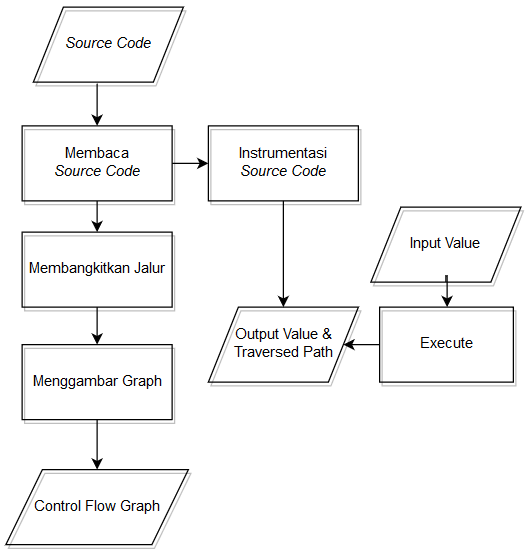 Source Code
Membaca
Source Code
Instrumentasi
Source Code
Membangkitkan Jalur
Input Value
Output Value &
Traversed Path
Execute
Menggambar Graph
Control Flow Graph